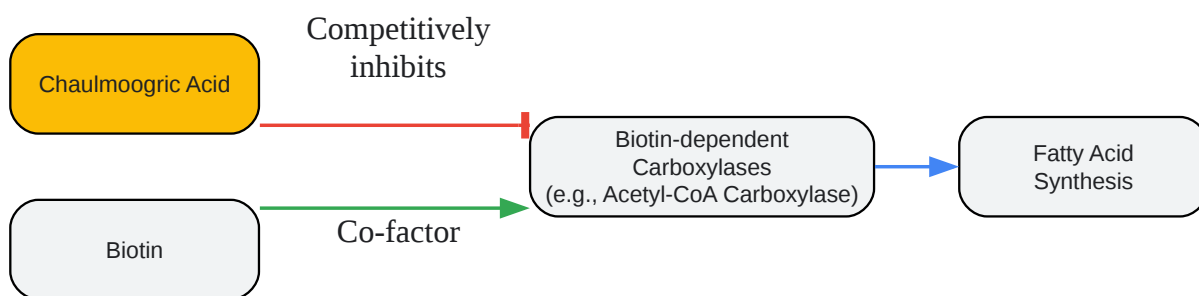 Competitively
inhibits
Chaulmoogric Acid
Biotin-dependent
Carboxylases
(e.g., Acetyl-CoA Carboxylase)
Fatty Acid
Synthesis
Co-factor
Biotin